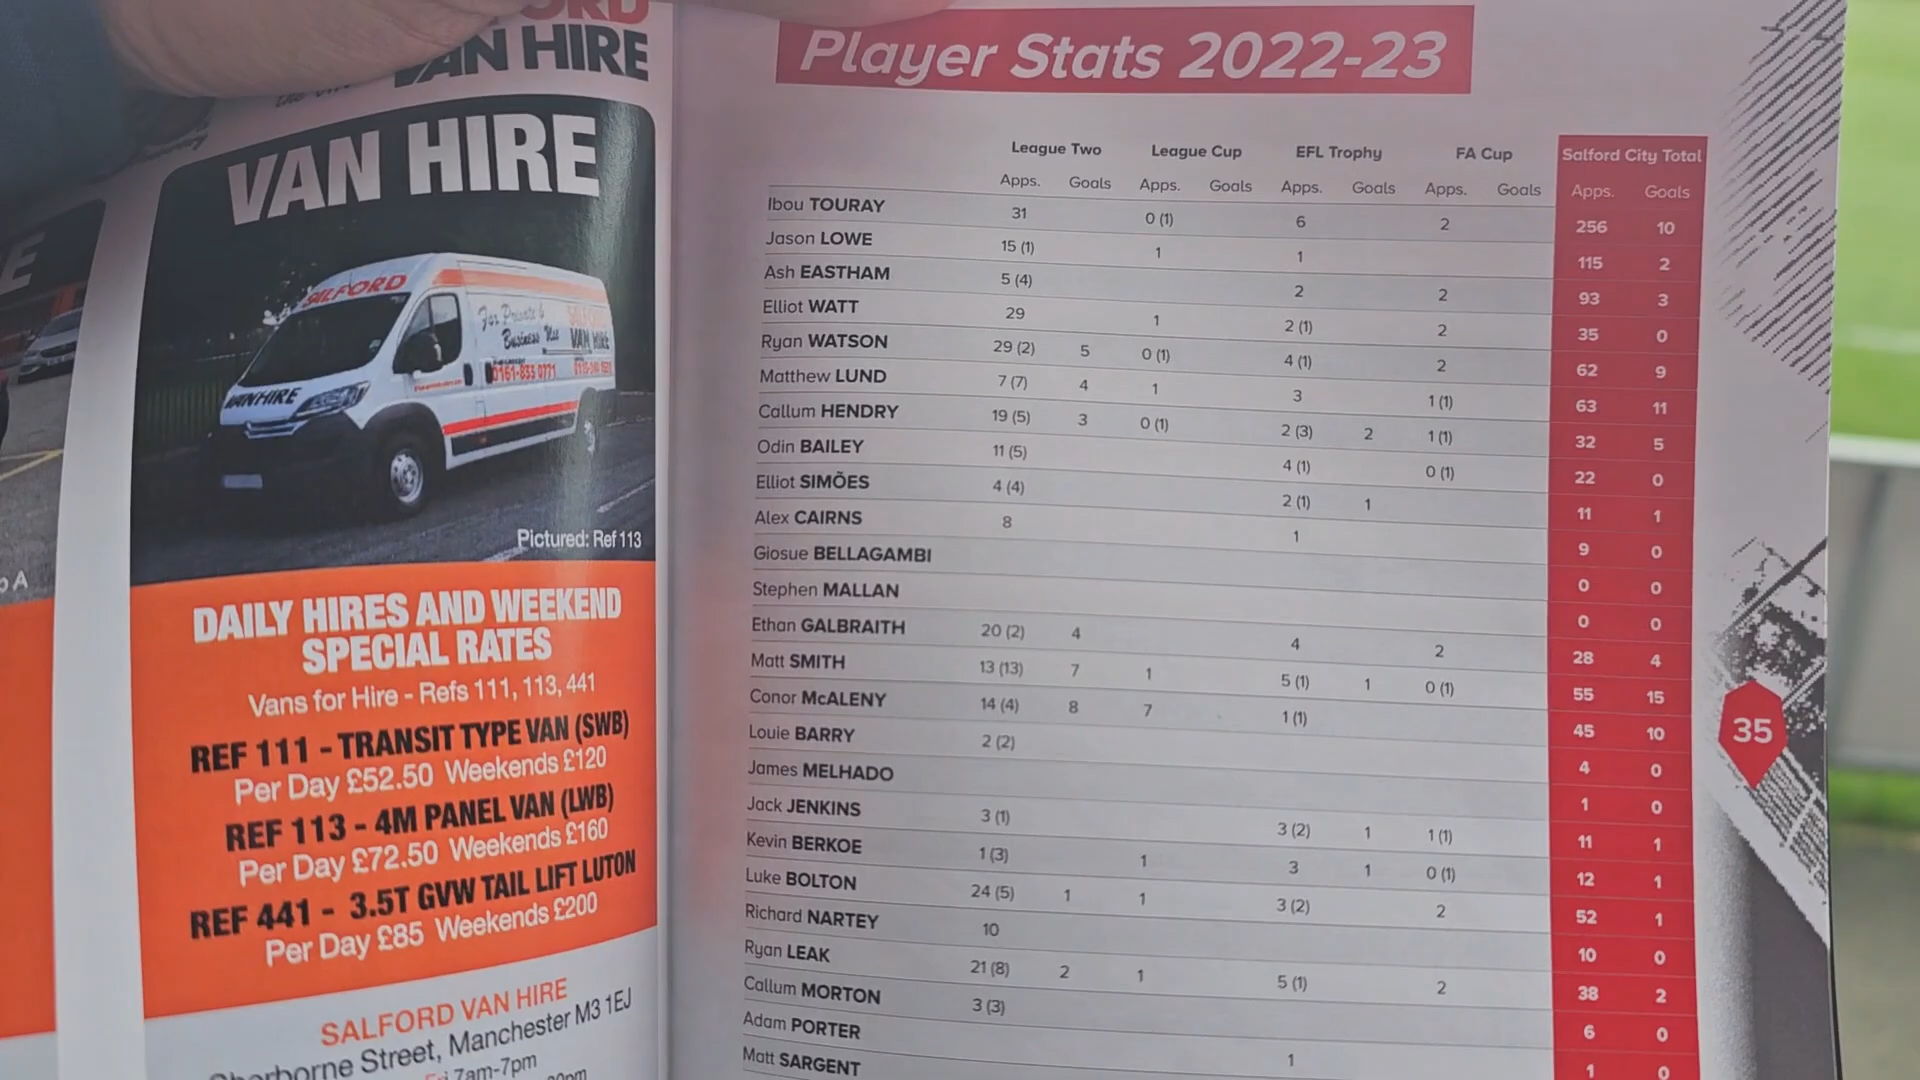 VAN HIRE
VAN HIRE
SALFORD
For Private &
Business Use
VAN HIRE
0161-833 0771
VAN HIRE
Pictured: Ref 113
DAILY HIRES AND WEEKEND
SPECIAL RATES
Vans for Hire - Refs 111, 113, 441
REF 111 - TRANSIT TYPE VAN (SWB)
Per Day £52.50 Weekends £120
REF 113 - 4M PANEL VAN (LWB)
Per Day £72.50 Weekends £160
REF 441 - 3.5T GVW TAIL LIFT LUTON
Per Day £85 Weekends £200
SALFORD VAN HIRE
Street, Manchester M3 1EJ
7am-7pm
Player Stats 2022-23
League Two League Cup EFL Trophy FA Cup Salford City Total
Apps. Goals Apps. Goals Apps. Goals Apps. Goals Apps. Goals
Ibou TOURAY 31 0 (1) 6 2 256 10
Jason LOWE 15 (1) 1 1 115 2
Ash EASTHAM 5 (4) 2 2 93 3
Elliot WATT 29 1 2 (1) 2 35 0
Ryan WATSON 29 (2) 5 0 (1) 4 (1) 2 62 9
Matthew LUND 7 (7) 4 1 3 1 (1) 63 11
Callum HENDRY 19 (5) 3 0 (1) 2 (3) 2 1 (1) 32 5
Odin BAILEY 11 (5) 4 (1) 0 (1) 22 0
Elliot SIMÕES 4 (4) 2 (1) 1 11 1
Alex CAIRNS 8 1 9 0
Giosue BELLAGAMBI 0 0
Stephen MALLAN 0 0
Ethan GALBRAITH 20 (2) 4 4 2 28 4
Matt SMITH 13 (13) 7 1 5 (1) 1 0 (1) 55 15
Conor McALENY 14 (4) 8 7 1 (1) 45 10
Louie BARRY 2 (2) 4 0
James MELHADO 1 0
Jack JENKINS 3 (1) 3 (2) 1 1 (1) 11 1
Kevin BERKOE 1 (3) 1 3 1 0 (1) 12 1
Luke BOLTON 24 (5) 1 1 3 (2) 2 52 1
Richard NARTEY 10 10 0
Ryan LEAK 21 (8) 2 1 5 (1) 2 38 2
Callum MORTON 3 (3) 6 0
Adam PORTER 1 1 0
Matt SARGENT
35